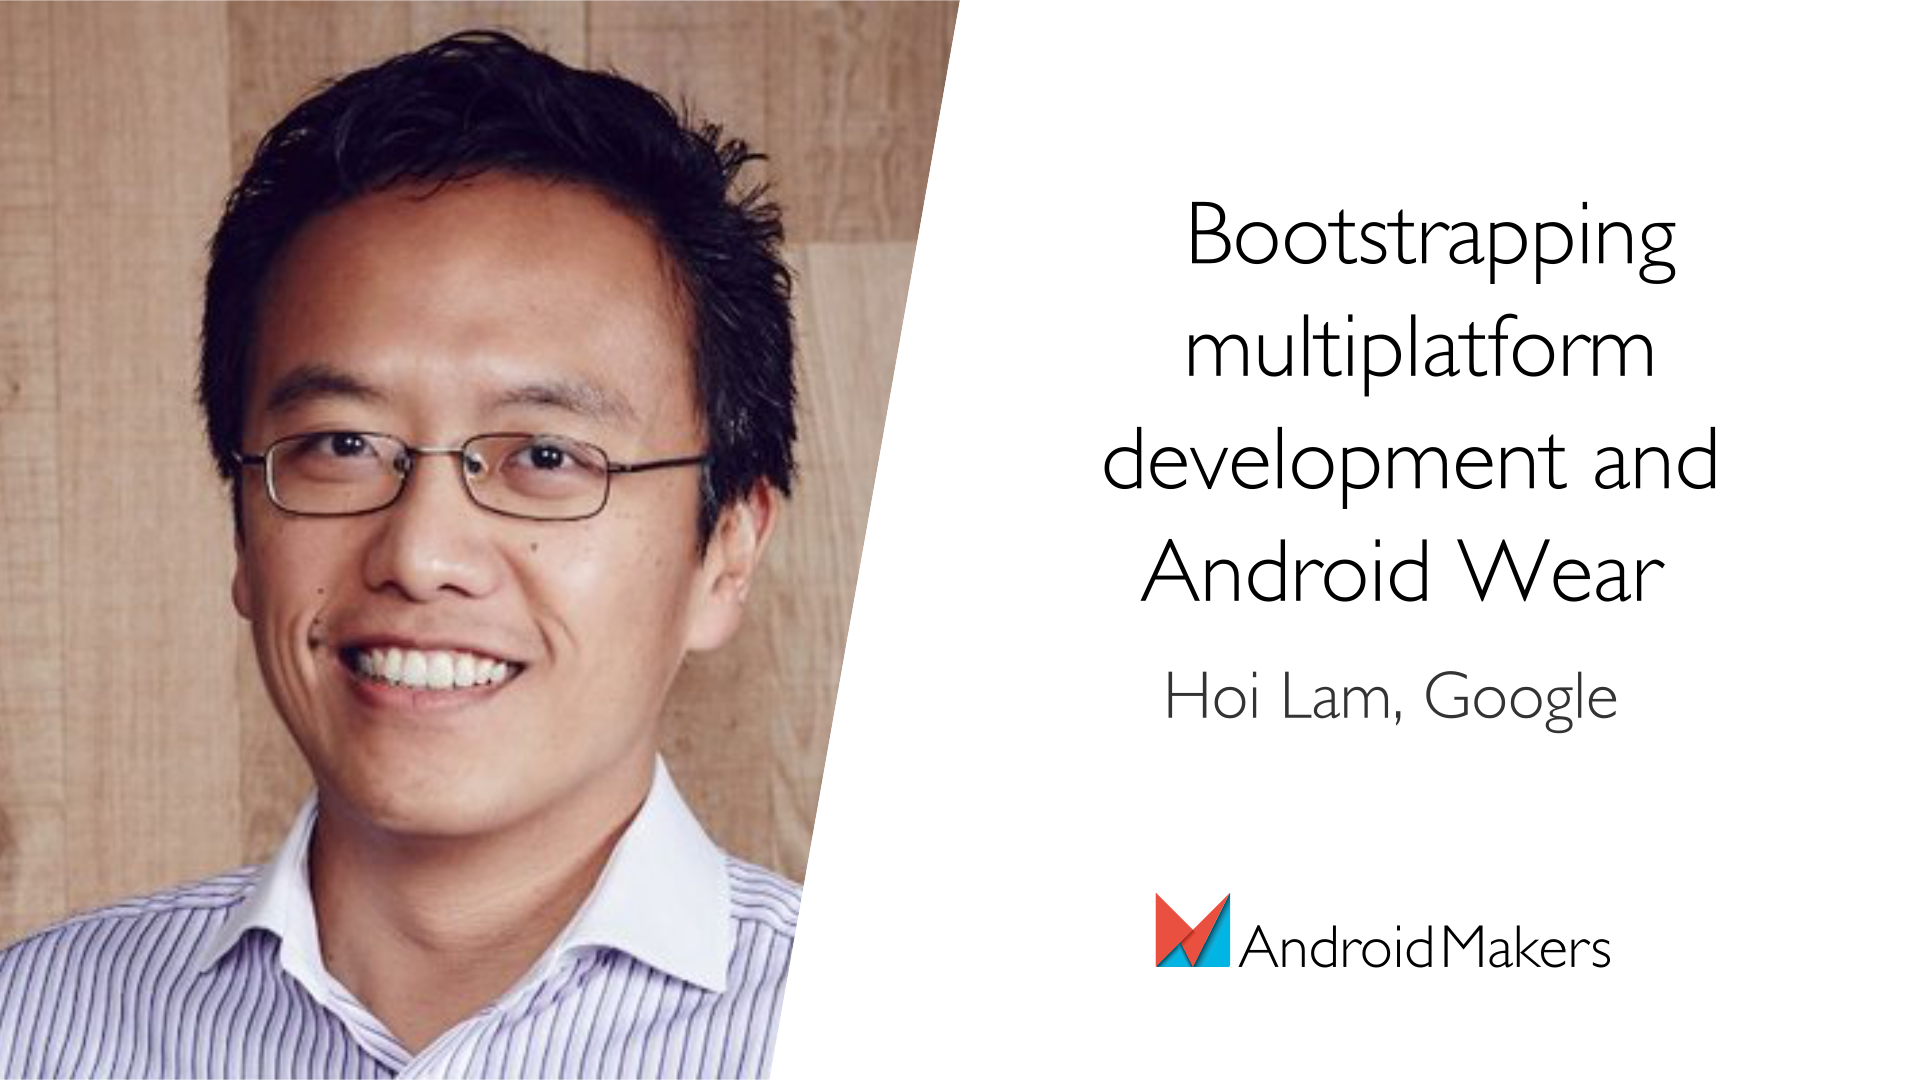 Bootstrapping
multiplatform
development and
Android Wear
Hoi Lam, Google
AndroidMakers